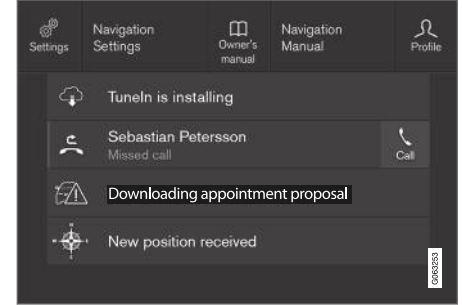 Settings
Navigation
Settings
Owner's
manual
Navigation
Manual
Profile
TuneIn is installing
Sebastian Petersson
Missed call
Call
Downloading appointment proposal
New position received
G063253